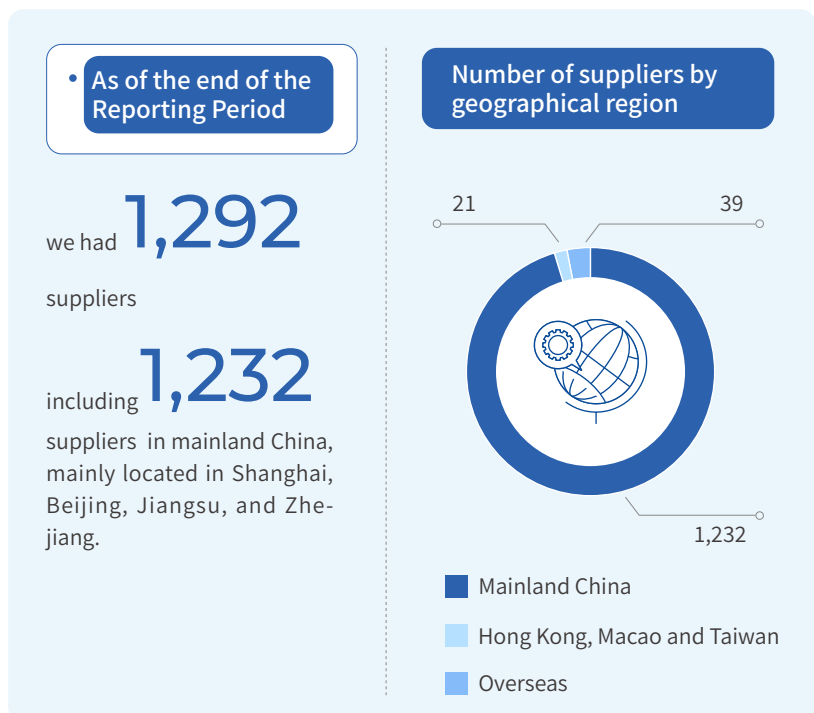 • As of the end of the
Reporting Period
we had 1,292
suppliers
including 1,232
suppliers in mainland China,
mainly located in Shanghai,
Beijing, Jiangsu, and Zhe-
jiang.
Number of suppliers by
geographical region
21
39
1,232
Mainland China
Hong Kong, Macao and Taiwan
Overseas